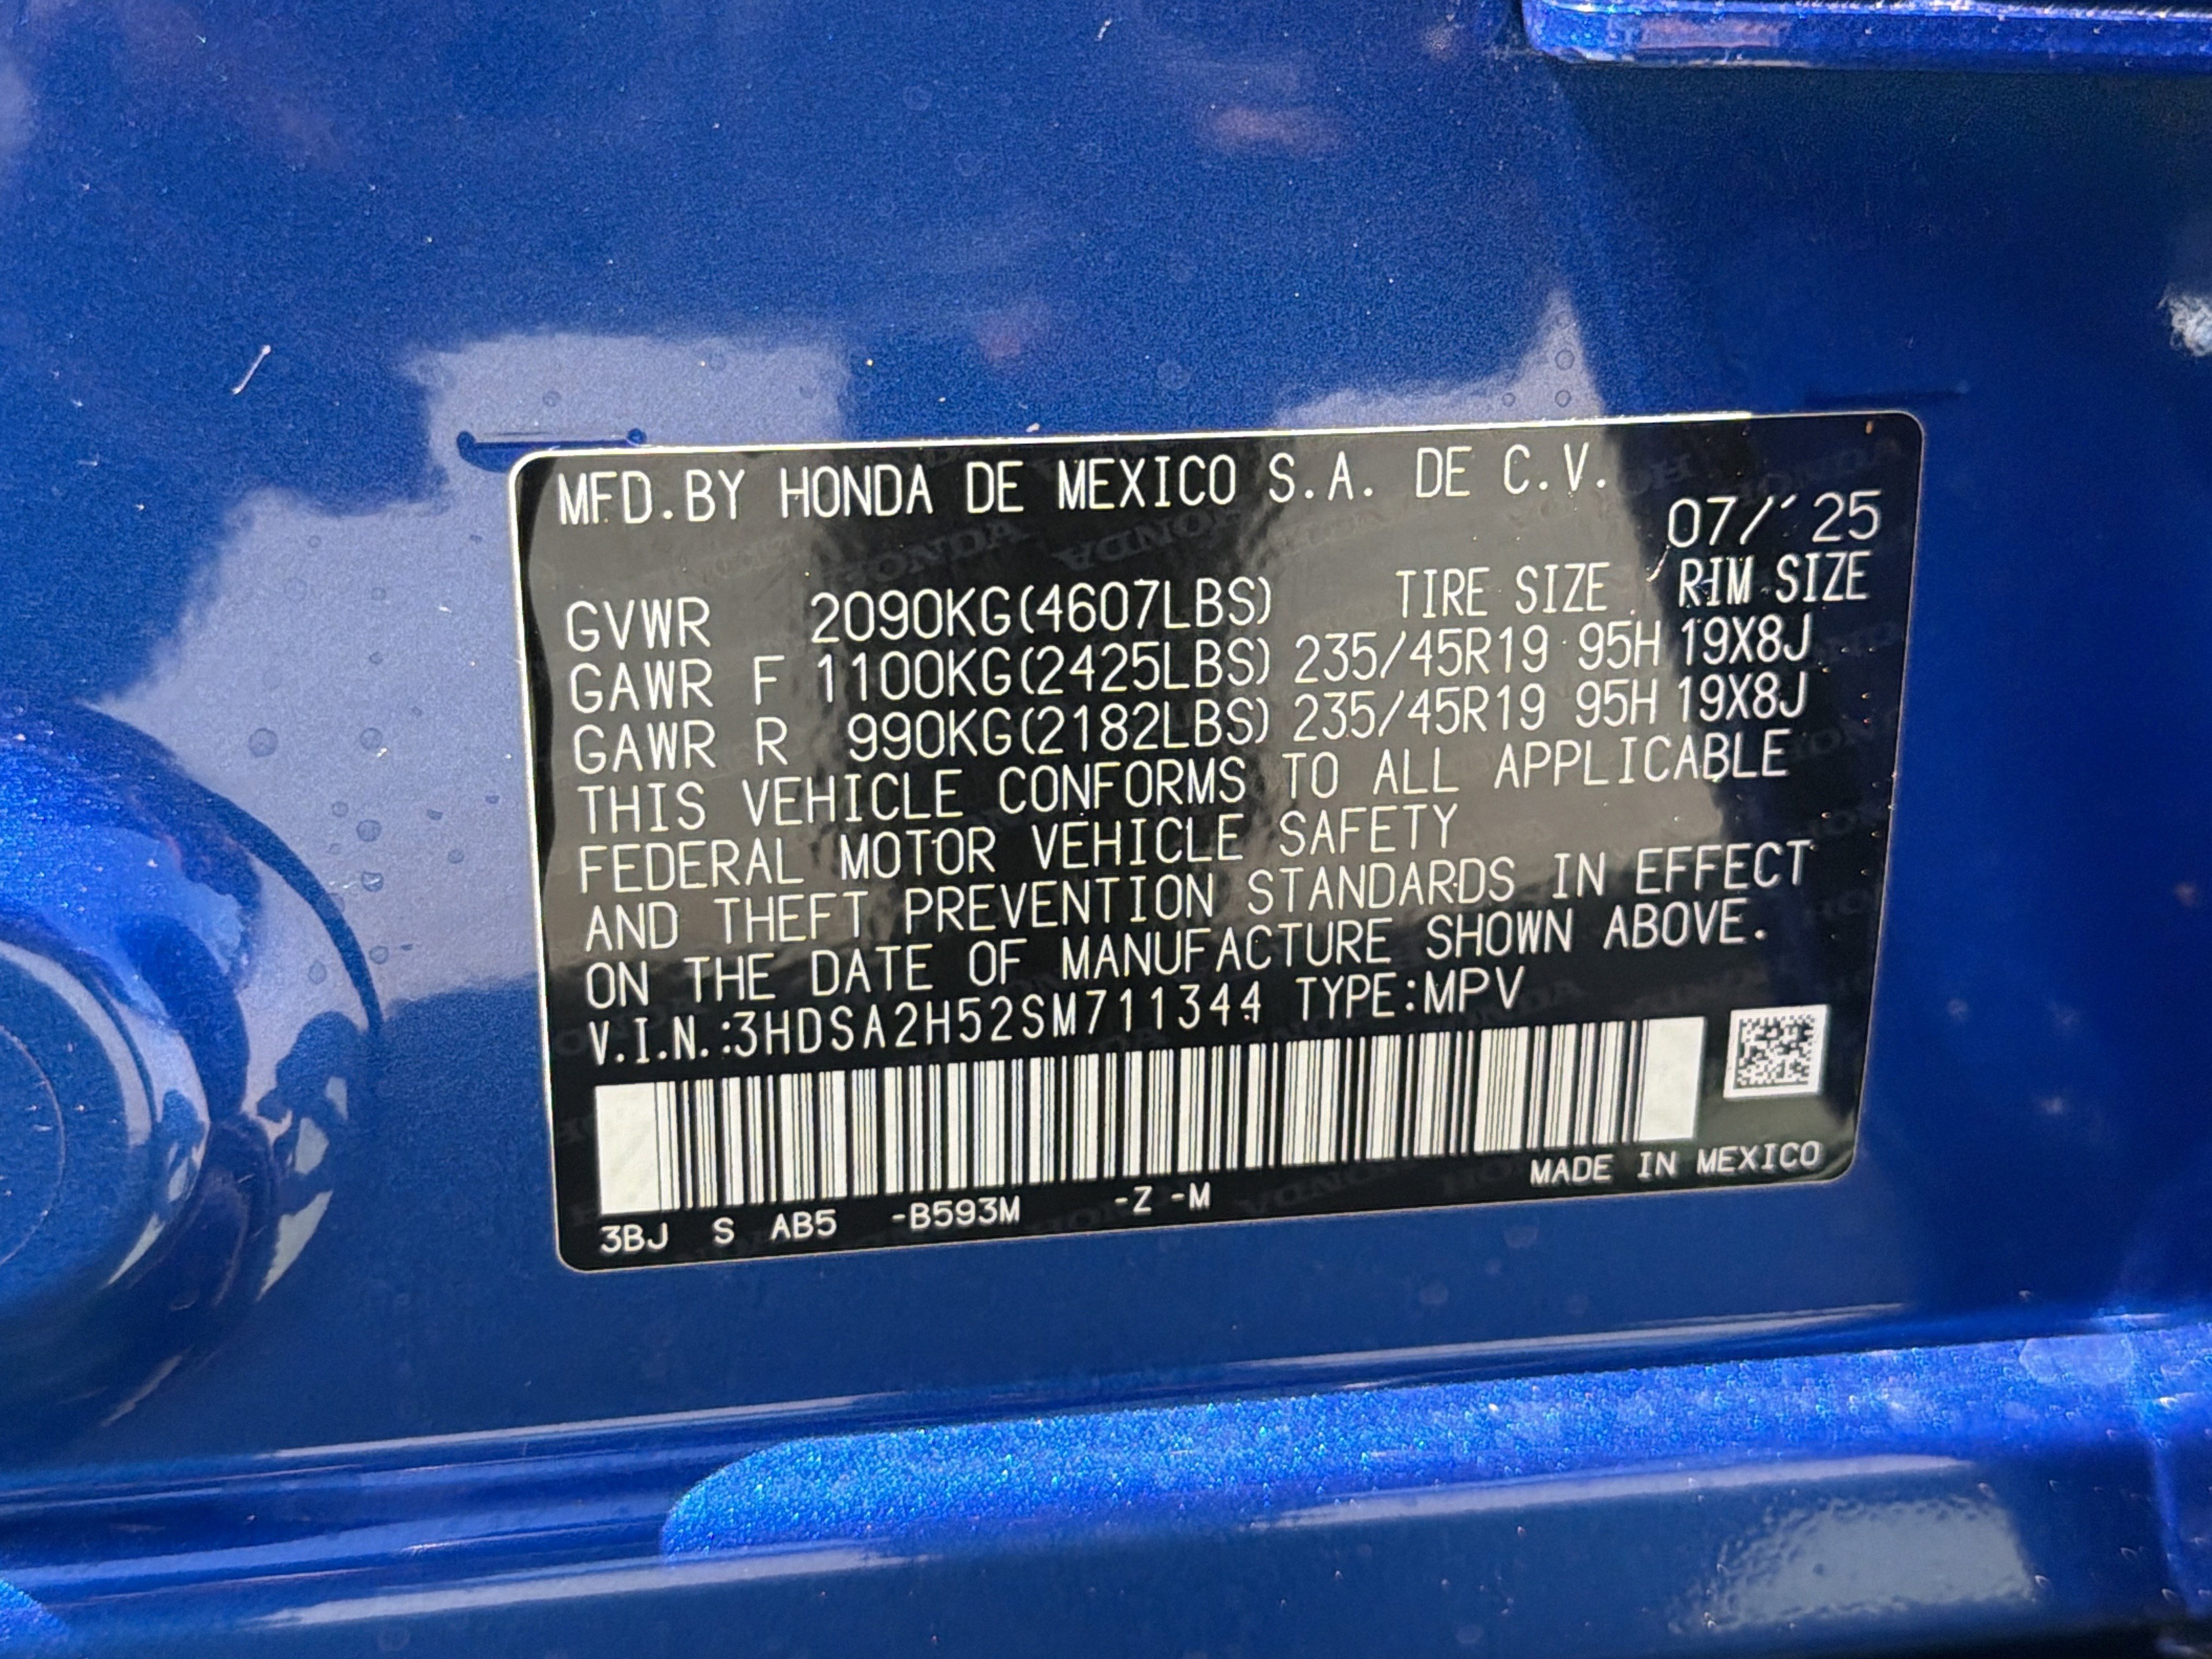 MFD.BY HONDA DE MEXICO S.A. DE C.V.
07/'25
TIRE SIZE RIM SIZE
GVWR 2090KG(4607LBS)
GAWR F 1100KG(2425LBS) 235/45R19 95H 19X8J
GAWR R 990KG(2182LBS) 235/45R19 95H 19X8J
THIS VEHICLE CONFORMS TO ALL APPLICABLE
FEDERAL MOTOR VEHICLE SAFETY
AND THEFT PREVENTION STANDARDS IN EFFECT
ON THE DATE OF MANUFACTURE SHOWN ABOVE.
V.I.N.:3HDSA2H52SM711344 TYPE:MPV
MADE IN MEXICO
3BJ S AB5 -B593M -Z -M